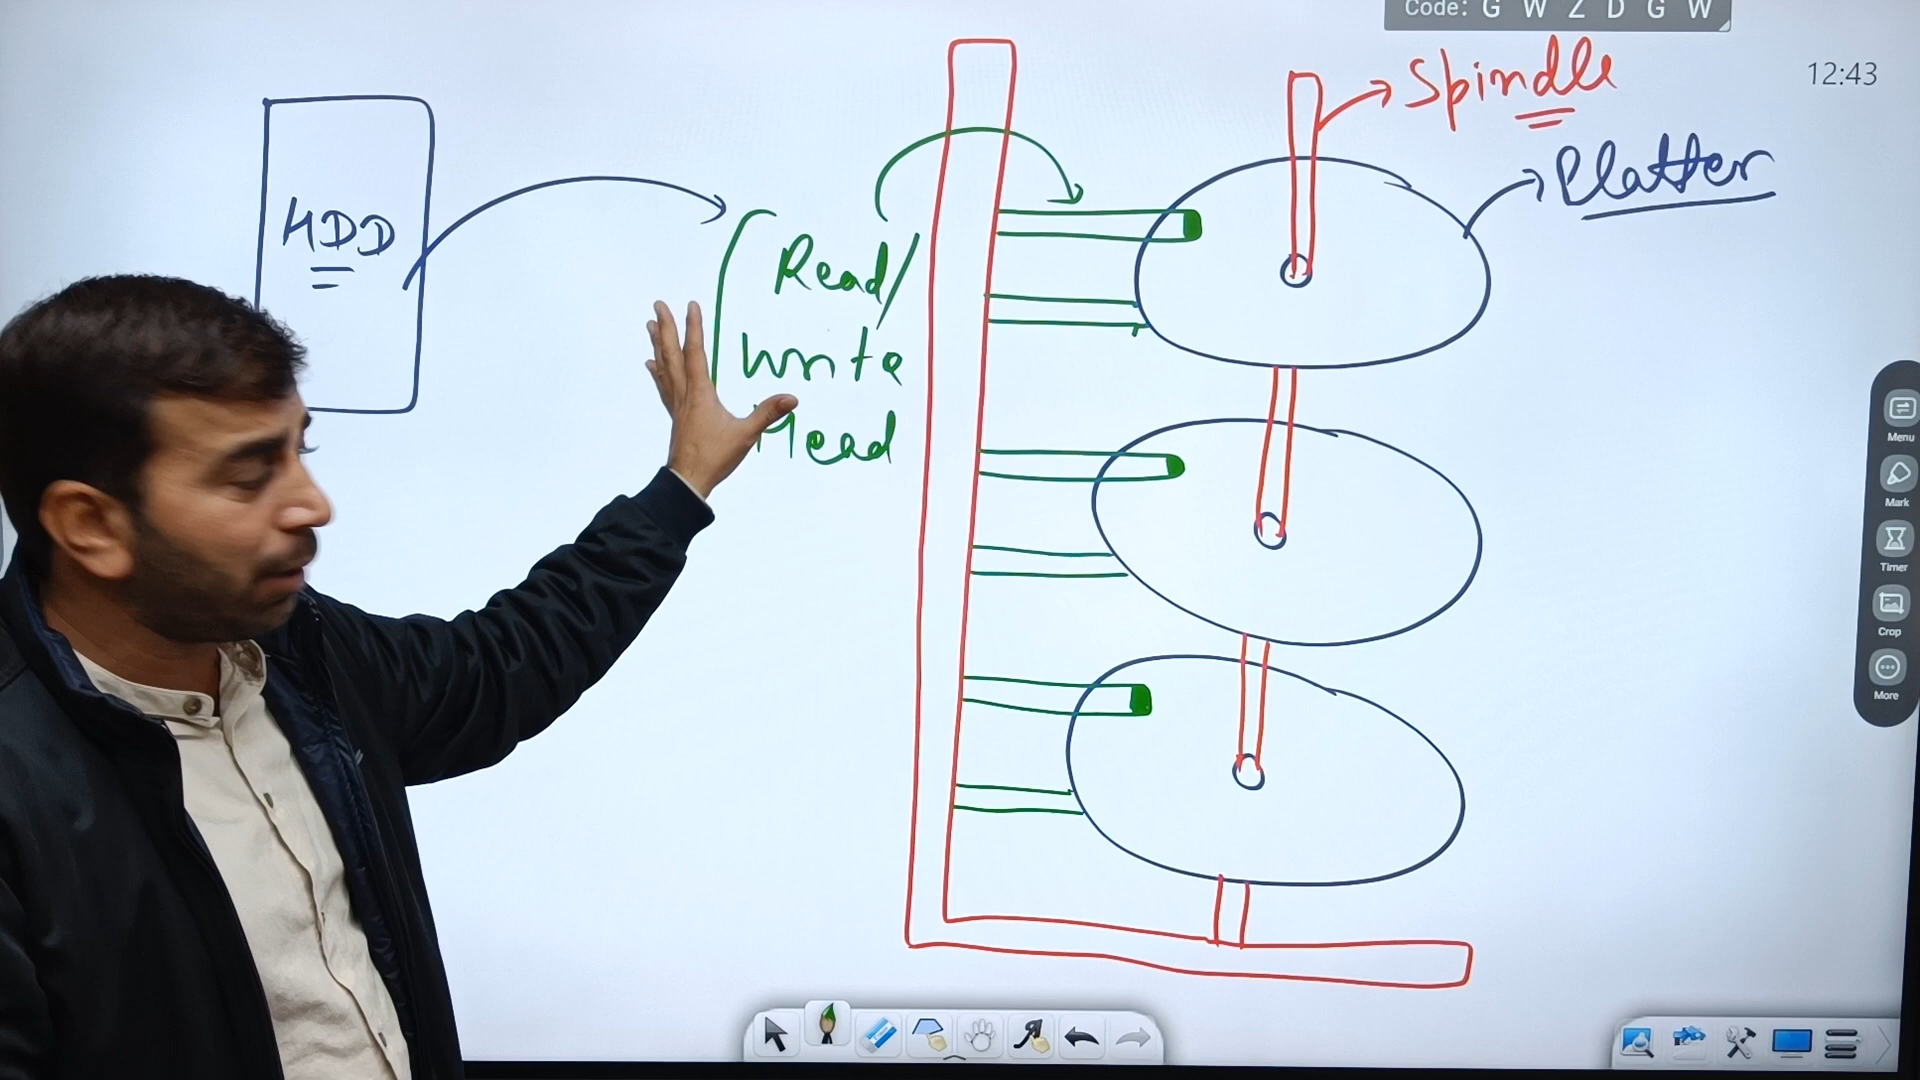 Code: G W Z D G W
12:43
Spindle
Platter
HDD
Read/
Write
Head
Menu
Mark
Timer
Crop
More